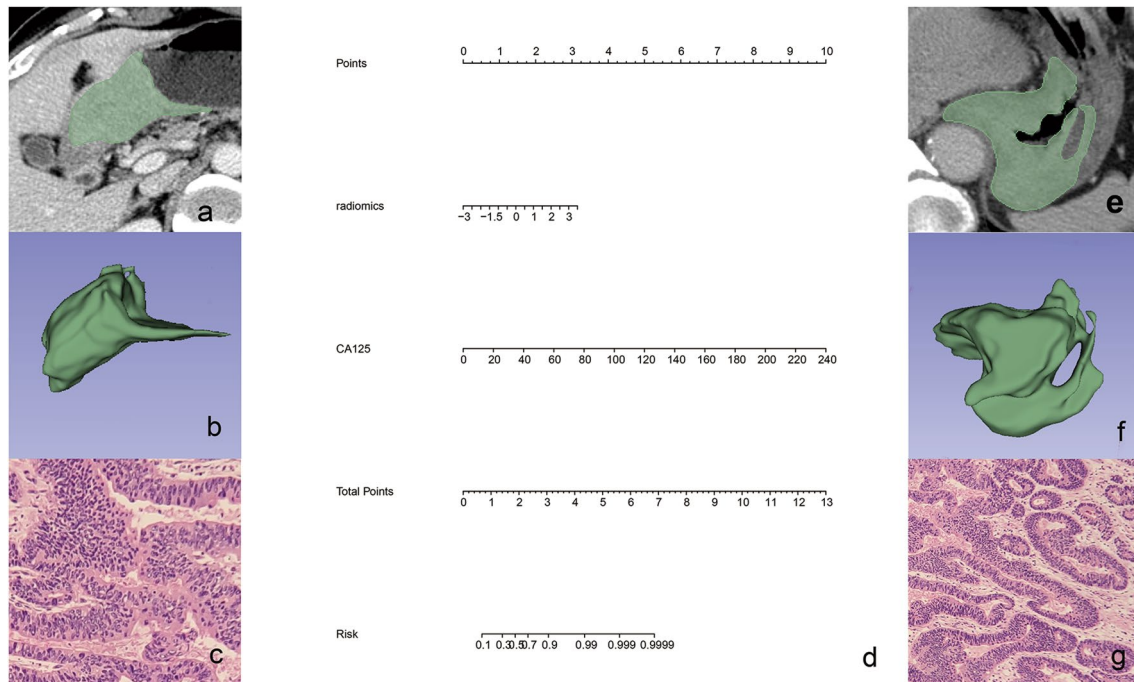 a
b
c
Points
0 1 2 3 4 5 6 7 8 9 10
radiomics
−3 −1.5 0 1 2 3
CA125
0 20 40 60 80 100 120 140 160 180 200 220 240
Total Points
0 1 2 3 4 5 6 7 8 9 10 11 12 13
Risk
0.1 0.3 0.5 0.7 0.9 0.99 0.999 0.9999
d
e
f
g